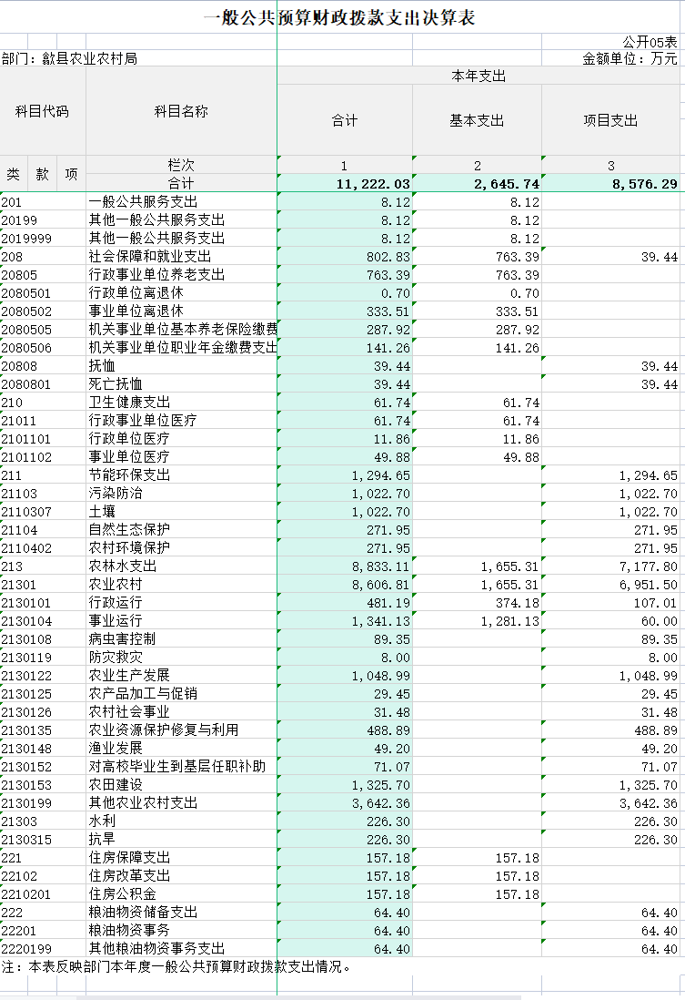 一般公共预算财政拨款支出决算表
公开05表
部门：歙县农业农村局 金额单位：万元
科目代码 科目名称 本年支出
合计 基本支出 项目支出
类 款 项 栏次 1 2 3
合计 11,222.03 2,645.74 8,576.29
201 一般公共服务支出 8.12 8.12
20199 其他一般公共服务支出 8.12 8.12
2019999 其他一般公共服务支出 8.12 8.12
208 社会保障和就业支出 802.83 763.39 39.44
20805 行政事业单位养老支出 763.39 763.39
2080501 行政单位离退休 0.70 0.70
2080502 事业单位离退休 333.51 333.51
2080505 机关事业单位基本养老保险缴费 287.92 287.92
2080506 机关事业单位职业年金缴费支出 141.26 141.26
20808 抚恤 39.44 39.44
2080801 死亡抚恤 39.44 39.44
210 卫生健康支出 61.74 61.74
21011 行政事业单位医疗 61.74 61.74
2101101 行政单位医疗 11.86 11.86
2101102 事业单位医疗 49.88 49.88
211 节能环保支出 1,294.65 1,294.65
21103 污染防治 1,022.70 1,022.70
2110307 土壤 1,022.70 1,022.70
21104 自然生态保护 271.95 271.95
2110402 农村环境保护 271.95 271.95
213 农林水支出 8,833.11 1,655.31 7,177.80
21301 农业农村 8,606.81 1,655.31 6,951.50
2130101 行政运行 481.19 374.18 107.01
2130104 事业运行 1,341.13 1,281.13 60.00
2130108 病虫害控制 89.35 89.35
2130119 防灾救灾 8.00 8.00
2130122 农业生产发展 1,048.99 1,048.99
2130125 农产品加工与促销 29.45 29.45
2130126 农村社会事业 31.48 31.48
2130135 农业资源保护修复与利用 488.89 488.89
2130148 渔业发展 49.20 49.20
2130152 对高校毕业生到基层任职补助 71.07 71.07
2130153 农田建设 1,325.70 1,325.70
2130199 其他农业农村支出 3,642.36 3,642.36
21303 水利 226.30 226.30
2130315 抗旱 226.30 226.30
221 住房保障支出 157.18 157.18
22102 住房改革支出 157.18 157.18
2210201 住房公积金 157.18 157.18
222 粮油物资储备支出 64.40 64.40
22201 粮油物资事务 64.40 64.40
2220199 其他粮油物资事务支出 64.40 64.40
注：本表反映部门本年度一般公共预算财政拨款支出情况。